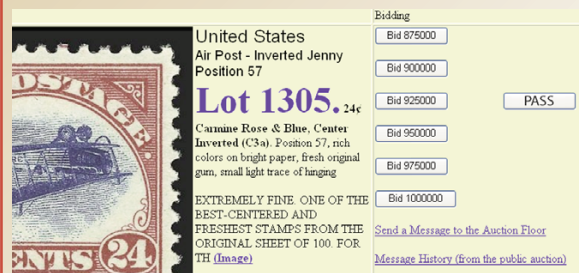 POSTAGE
CENTS 24
United States
Air Post - Inverted Jenny
Position 57
Lot 1305. 24¢
Carmine Rose & Blue, Center
Inverted (C3a). Position 57, rich
colors on bright paper, fresh original
gum, small light trace of hinging
EXTREMELY FINE. ONE OF THE
BEST-CENTERED AND
FRESHEST STAMPS FROM THE
ORIGINAL SHEET OF 100. FOR
TH (Image)
Bidding
Bid 875000
Bid 900000
Bid 925000
PASS
Bid 950000
Bid 975000
Bid 1000000
Send a Message to the Auction Floor
Message History (from the public auction)